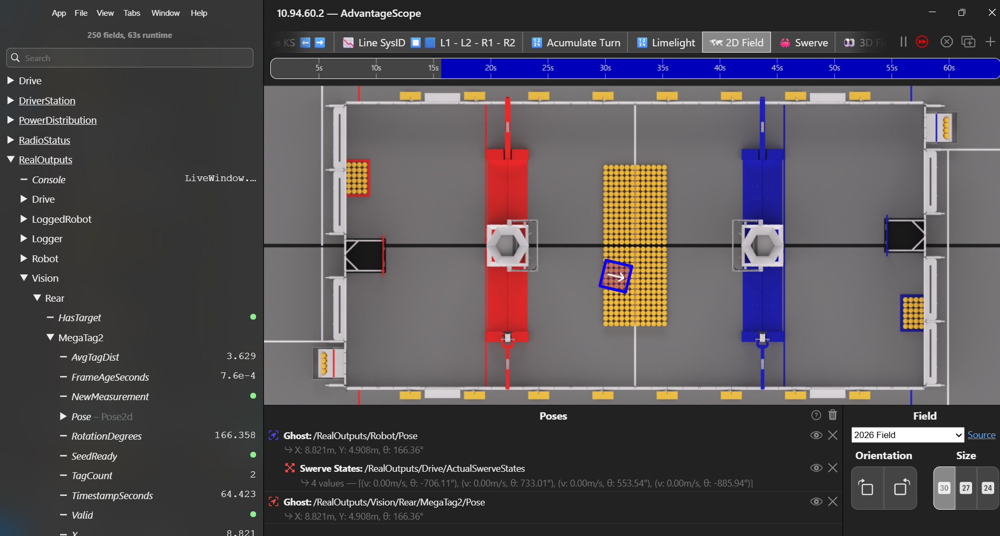 App File View Tabs Window Help
10.94.60.2 — AdvantageScope
250 fields, 63s runtime
Search
e KS
Line SysID L1 - L2 - R1 - R2
Acumulate Turn
Limelight
2D Field
Swerve
3D Fi
5s 10s 15s 20s 25s 30s 35s 40s 45s 50s 55s 60s
Drive
DriverStation
PowerDistribution
RadioStatus
RealOutputs
Console LiveWindow....
Drive
LoggedRobot
Logger
Robot
Vision
Rear
HasTarget
MegaTag2
AvgTagDist 3.629
FrameAgeSeconds 7.6e-4
NewMeasurement
Pose – Pose2d
RotationDegrees 166.358
SeedReady
TagCount 2
TimestampSeconds 64.423
Valid
X 8.821
Poses
Ghost: /RealOutputs/Robot/Pose
X: 8.821m, Y: 4.908m, θ: 166.36°
Swerve States: /RealOutputs/Drive/ActualSwerveStates
4 values — [(v: 0.00m/s, θ: -706.11°), (v: 0.00m/s, θ: 733.01°), (v: 0.00m/s, θ: 553.54°), (v: 0.00m/s, θ: -885.94°)]
Ghost: /RealOutputs/Vision/Rear/MegaTag2/Pose
X: 8.821m, Y: 4.908m, θ: 166.36°
Field
2026 Field Source
Orientation Size
30 27 24